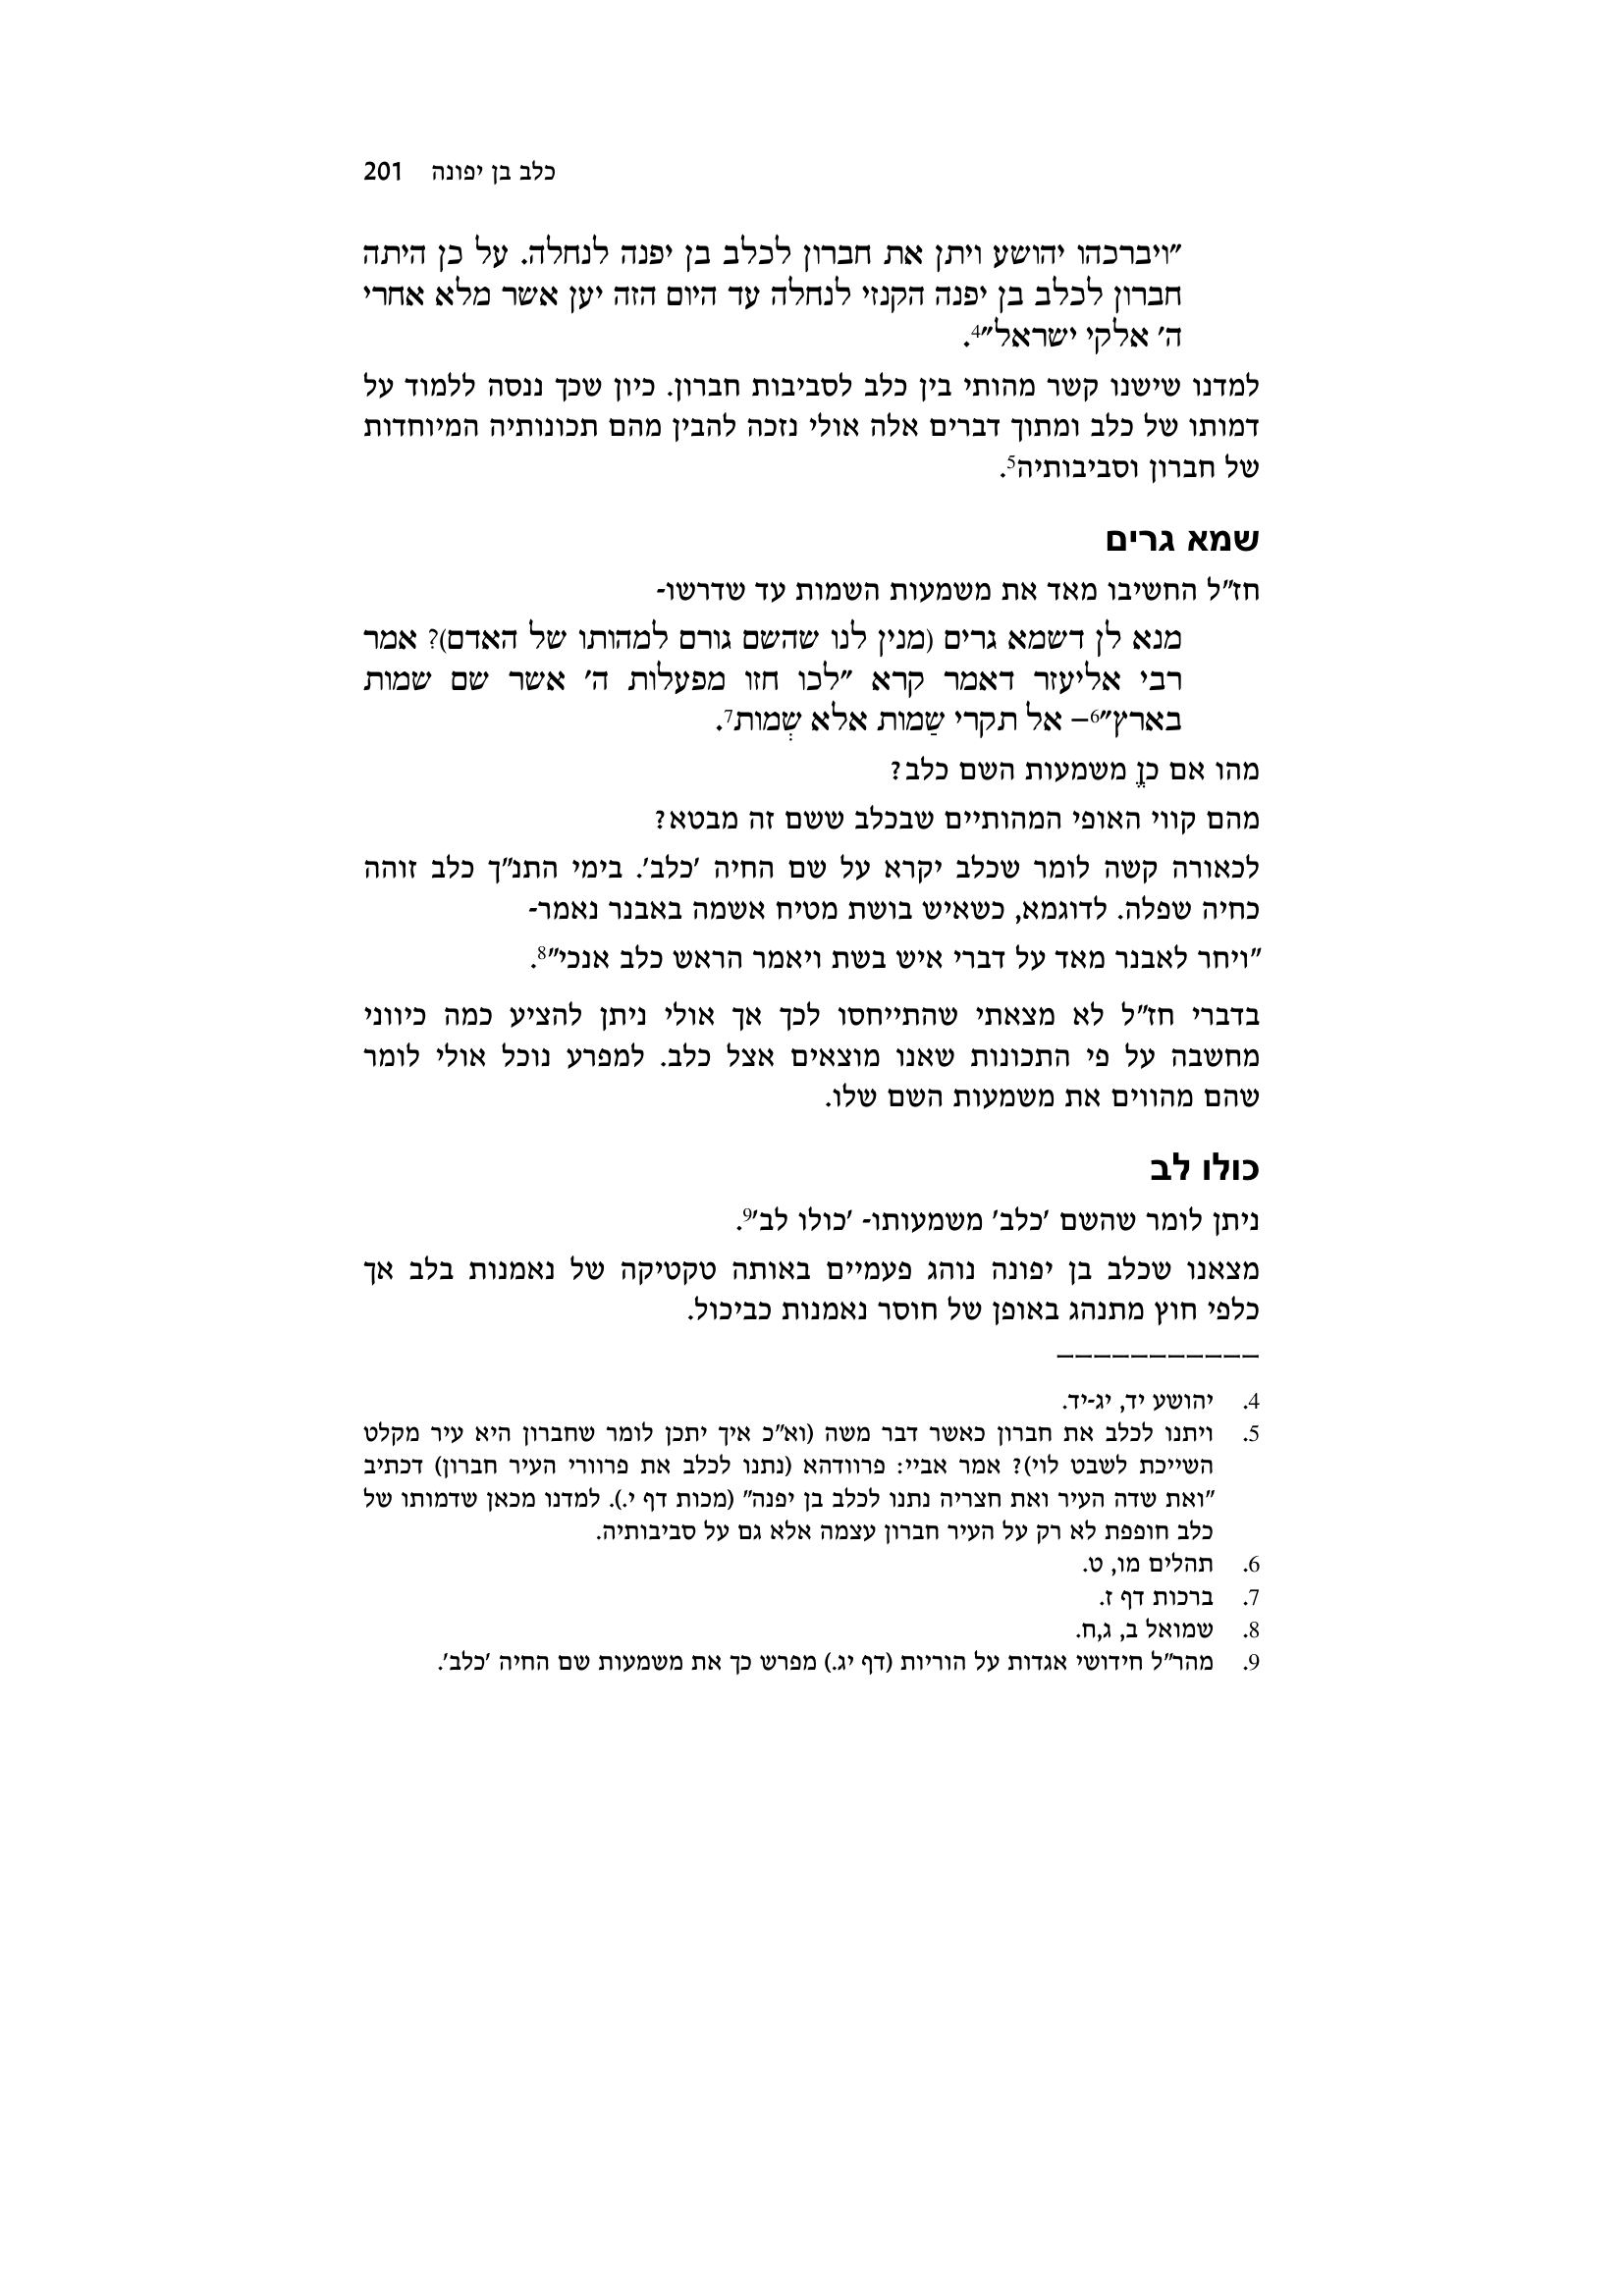 כלב בן יפונה 201
"ויברכהו יהושע ויתן את חברון לכלב בן יפנה לנחלה. על כן היתה
חברון לכלב בן יפנה הקנזי לנחלה עד היום הזה יען אשר מלא אחרי
ה' אלקי ישראל"4.
למדנו שישנו קשר מהותי בין כלב לסביבות חברון. כיון שכך ננסה ללמוד על
דמותו של כלב ומתוך דברים אלה אולי נזכה להבין מהם תכונותיה המיוחדות
של חברון וסביבותיה5.
שמא גרים
חז"ל החשיבו מאד את משמעות השמות עד שדרשו-
מנא לן דשמא גרים (מנין לנו שהשם גורם למהותו של האדם)? אמר
רבי אליעזר דאמר קרא "לכו חזו מפעלות ה' אשר שם שמות
בארץ"6– אל תקרי שַמות אלא שְמות7.
מהו אם כןֱ משמעות השם כלב?
מהם קווי האופי המהותיים שבכלב ששם זה מבטא?
לכאורה קשה לומר שכלב יקרא על שם החיה 'כלב'. בימי התנ"ך כלב זוהה
כחיה שפלה. לדוגמא, כשאיש בושת מטיח אשמה באבנר נאמר-
"ויחר לאבנר מאד על דברי איש בשת ויאמר הראש כלב אנכי"8.
בדברי חז"ל לא מצאתי שהתייחסו לכך אך אולי ניתן להציע כמה כיווני
מחשבה על פי התכונות שאנו מוצאים אצל כלב. למפרע נוכל אולי לומר
שהם מהווים את משמעות השם שלו.
כולו לב
ניתן לומר שהשם 'כלב' משמעותו- 'כולו לב'9.
מצאנו שכלב בן יפונה נוהג פעמיים באותה טקטיקה של נאמנות בלב אך
כלפי חוץ מתנהג באופן של חוסר נאמנות כביכול.
–––––––––––
4. יהושע יד, יג-יד.
5. ויתנו לכלב את חברון כאשר דבר משה (וא"כ איך יתכן לומר שחברון היא עיר מקלט
השייכת לשבט לוי)? אמר אביי: פרוודהא (נתנו לכלב את פרוורי העיר חברון) דכתיב
"ואת שדה העיר ואת חצריה נתנו לכלב בן יפנה" (מכות דף י.). למדנו מכאן שדמותו של
כלב חופפת לא רק על העיר חברון עצמה אלא גם על סביבותיה.
6. תהלים מו, ט.
7. ברכות דף ז.
8. שמואל ב, ג,ח.
9. מהר"ל חידושי אגדות על הוריות (דף יג.) מפרש כך את משמעות שם החיה 'כלב'.